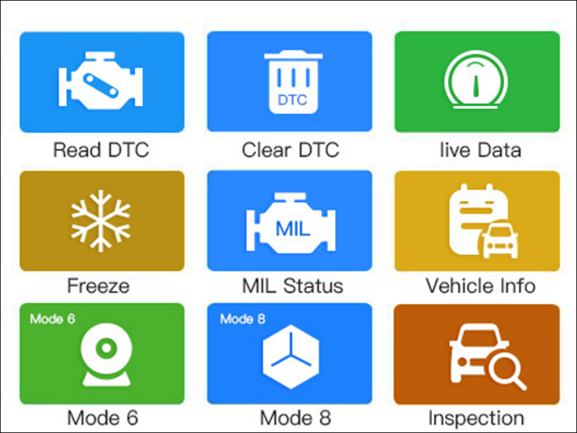 DTC
Read DTC
Clear DTC
live Data
MIL
Freeze
MIL Status
Vehicle Info
Mode 6
Mode 8
Mode 6
Mode 8
Inspection